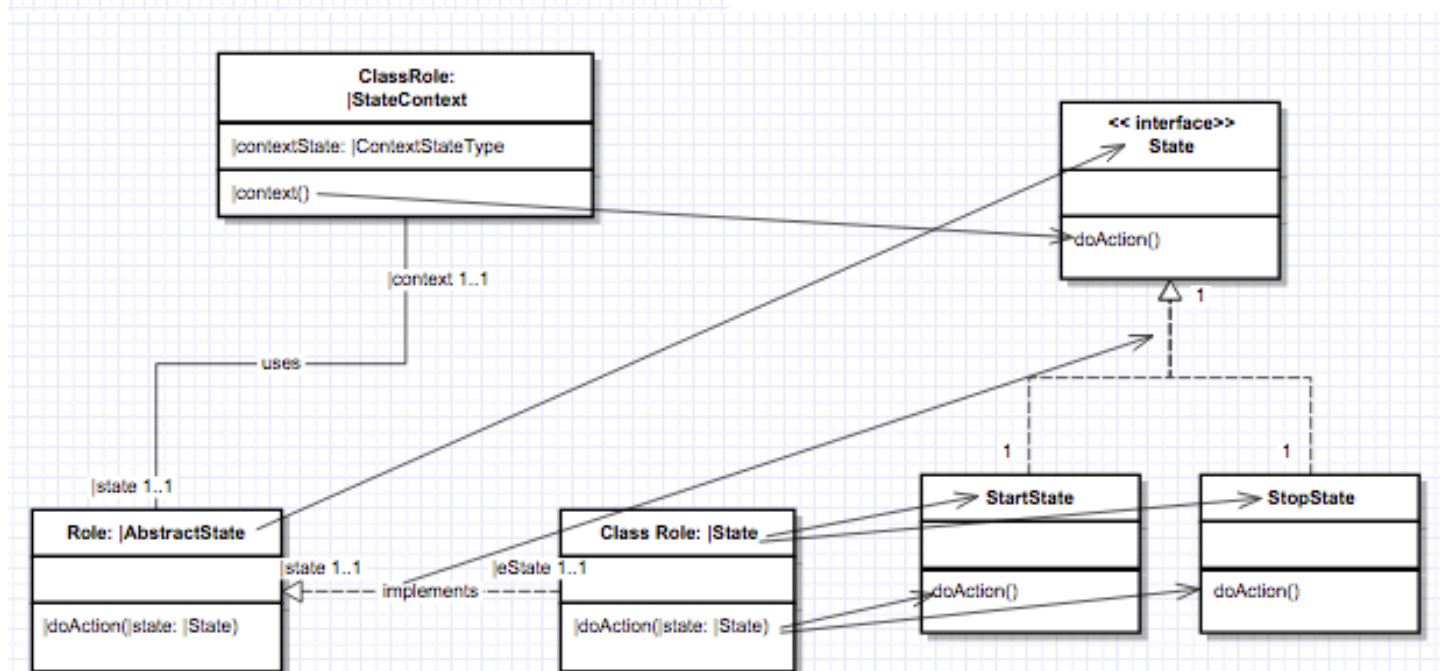 ClassRole:
|StateContext
|contextState: |ContextStateType
|context()
<< interface>>
State
doAction()
|context 1..1
1
uses
1
1
|state 1..1
Role: |AbstractState
|state 1..1
|doAction(|state: |State)
implements
Class Role: |State
|eState 1..1
|doAction(|state: |State)
StartState
doAction()
StopState
doAction()